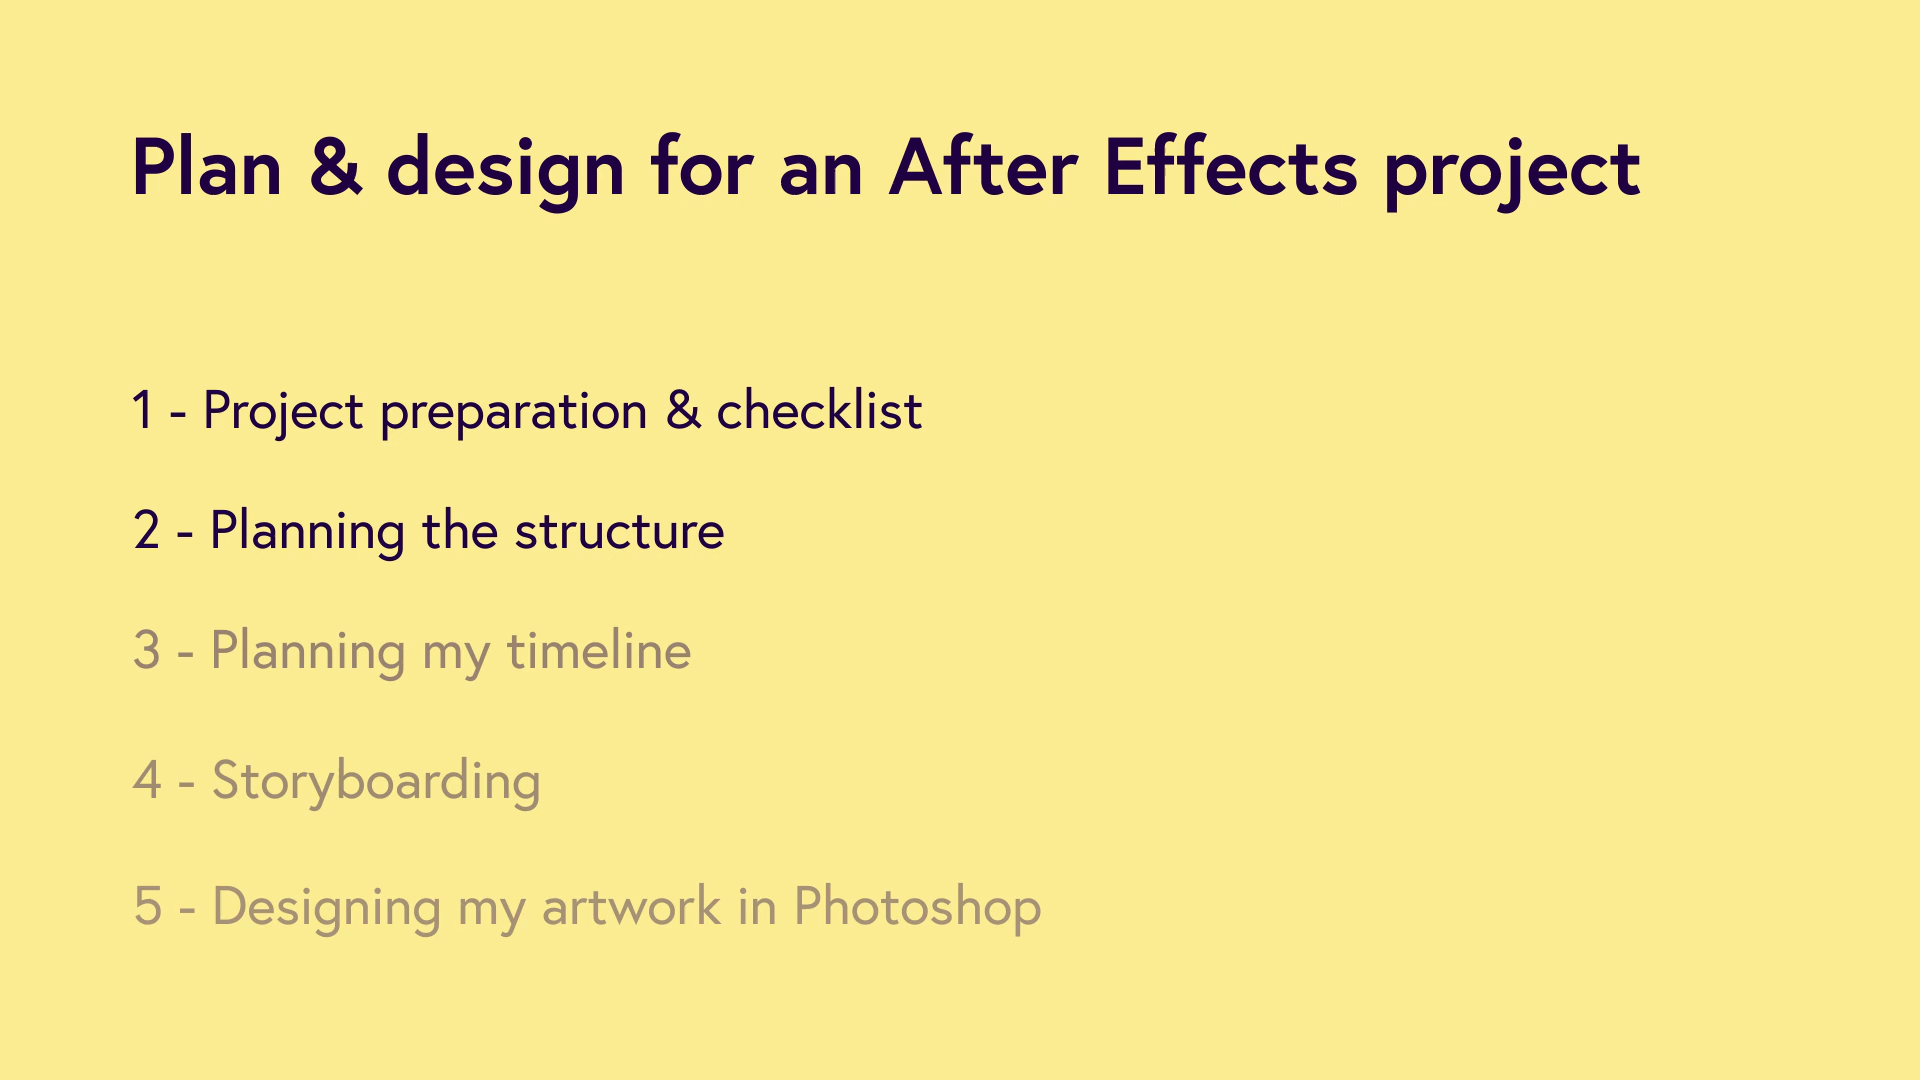 Plan & design for an After Effects project
1 - Project preparation & checklist
2 - Planning the structure
3 - Planning my timeline
4 - Storyboarding
5 - Designing my artwork in Photoshop